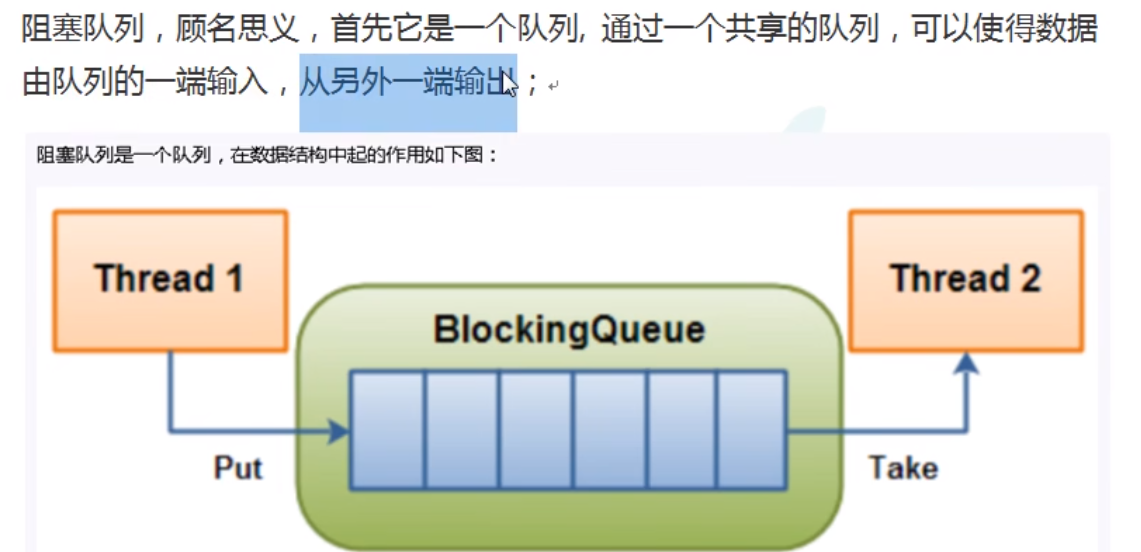 阻塞队列，顾名思义，首先它是一个队列, 通过一个共享的队列，可以使得数据
由队列的一端输入，从另外一端输出；
阻塞队列是一个队列，在数据结构中起的作用如下图：
Thread 1
Thread 2
BlockingQueue
Put
Take